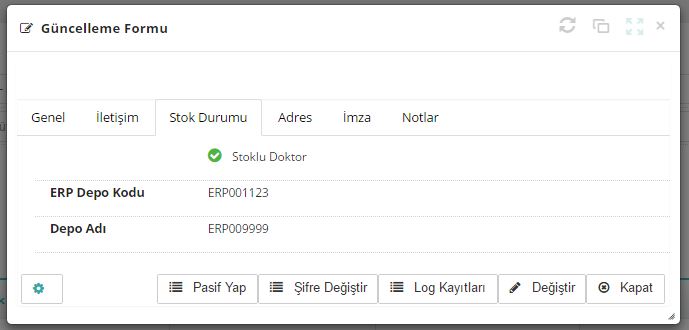 Güncelleme Formu
Genel İletişim Stok Durumu Adres İmza Notlar
Stoklu Doktor
ERP Depo Kodu ERP001123
Depo Adı ERP009999
Pasif Yap Şifre Değiştir Log Kayıtları Değiştir Kapat